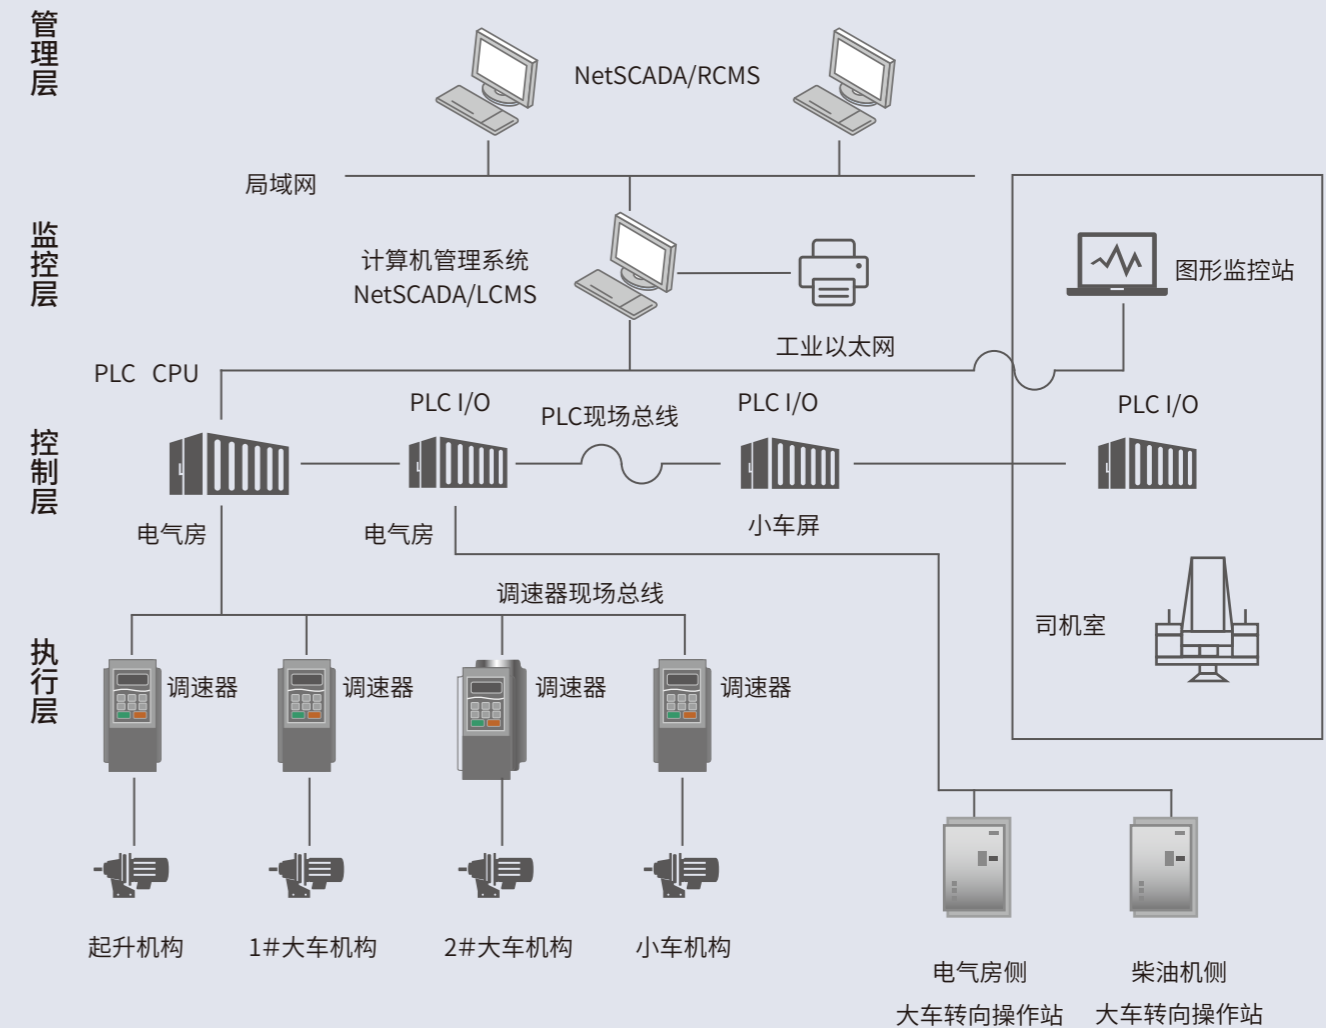 管理层
NetSCADA/RCMS
局域网
监控层
计算机管理系统
NetSCADA/LCMS
图形监控站
工业以太网
PLC CPU
PLC I/O
PLC现场总线
PLC I/O
PLC I/O
控制层
电气房
电气房
小车屏
调速器现场总线
司机室
执行层
调速器
调速器
调速器
调速器
起升机构
1#大车机构
2#大车机构
小车机构
电气房侧
大车转向操作站
柴油机侧
大车转向操作站